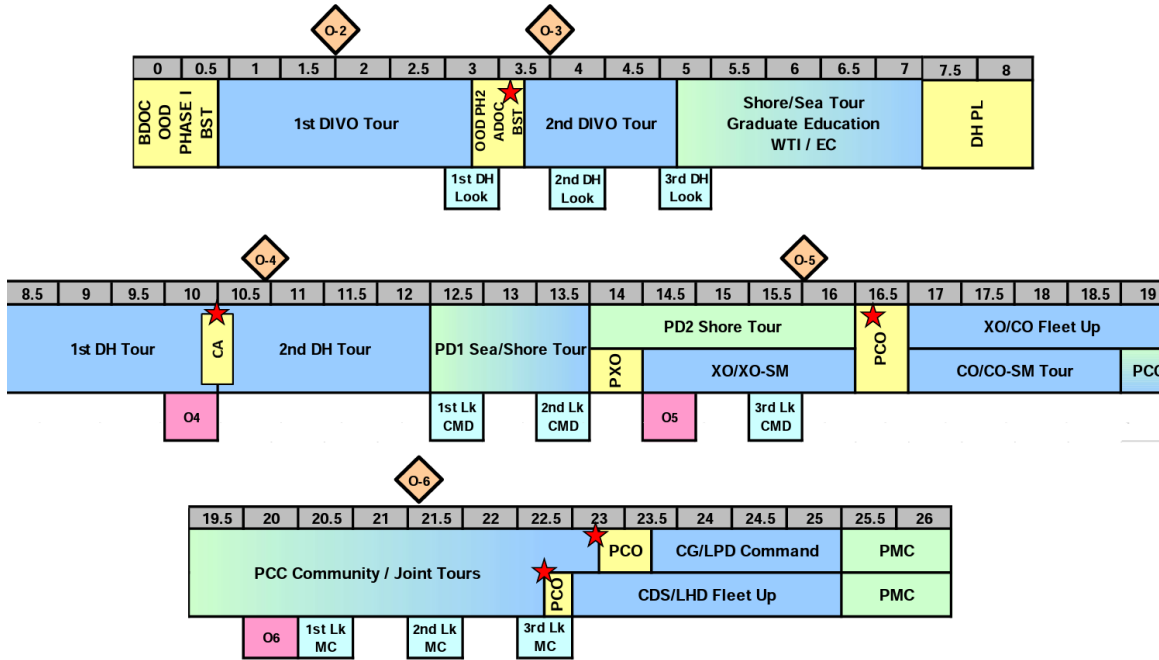 O-2
O-3
0 0.5 1 1.5 2 2.5 3 3.5 4 4.5 5 5.5 6 6.5 7 7.5 8
BDOC
OOD
PHASE I
BST
1st DIVO Tour
OOD PH2
ADOC
BST
2nd DIVO Tour
Shore/Sea Tour
Graduate Education
WTI / EC
DH PL
1st DH
Look
2nd DH
Look
3rd DH
Look
O-4
O-5
8.5 9 9.5 10 10.5 11 11.5 12 12.5 13 13.5 14 14.5 15 15.5 16 16.5 17 17.5 18 18.5 19
1st DH Tour
CA
2nd DH Tour
PD1 Sea/Shore Tour
PD2 Shore Tour
PXO
XO/XO-SM
PCO
XO/CO Fleet Up
CO/CO-SM Tour
PCO
O4
1st Lk
CMD
2nd Lk
CMD
O5
3rd Lk
CMD
O-6
19.5 20 20.5 21 21.5 22 22.5 23 23.5 24 24.5 25 25.5 26
PCC Community / Joint Tours
PCO
CG/LPD Command
PMC
PCO
CDS/LHD Fleet Up
PMC
O6
1st Lk
MC
2nd Lk
MC
3rd Lk
MC